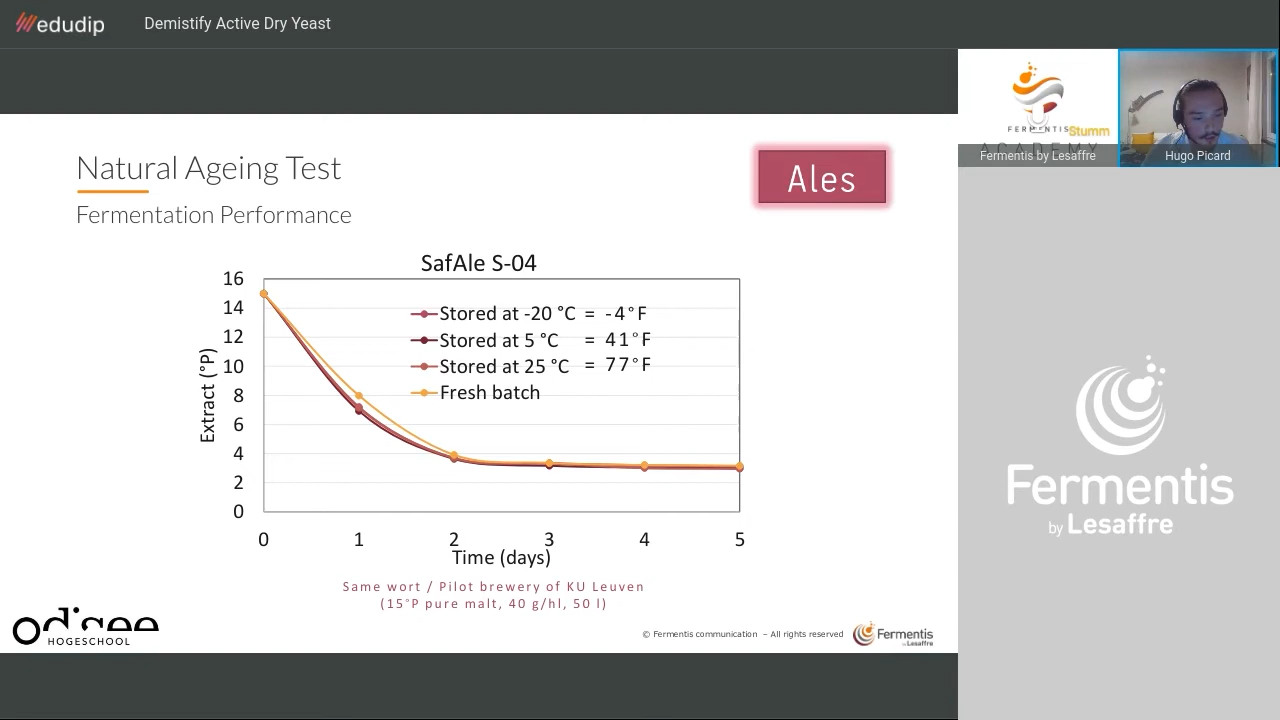 edudip
Demistify Active Dry Yeast
FERMENTIS
Stumm
ACADEMY
Fermentis by Lesaffre
Hugo Picard
Natural Ageing Test
Ales
Fermentation Performance
SafAle S-04
16
14
12
10
8
6
4
2
0
Extract (°P)
Stored at -20 °C = -4°F
Stored at 5 °C = 41°F
Stored at 25 °C = 77°F
Fresh batch
0 1 2 3 4 5
Time (days)
Same wort / Pilot brewery of KU Leuven
(15°P pure malt, 40 g/hl, 50 l)
odisee
HOGESCHOOL
© Fermentis communication – All rights reserved
Fermentis
by Lesaffre
Fermentis
by Lesaffre